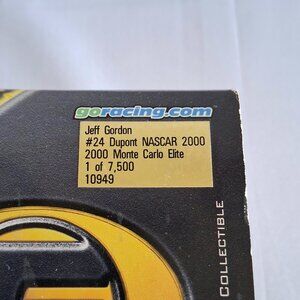 goracing.com
Jeff Gordon
#24 Dupont NASCAR 2000
2000 Monte Carlo Elite
1 of 7,500
10949
COLLECTIBLE